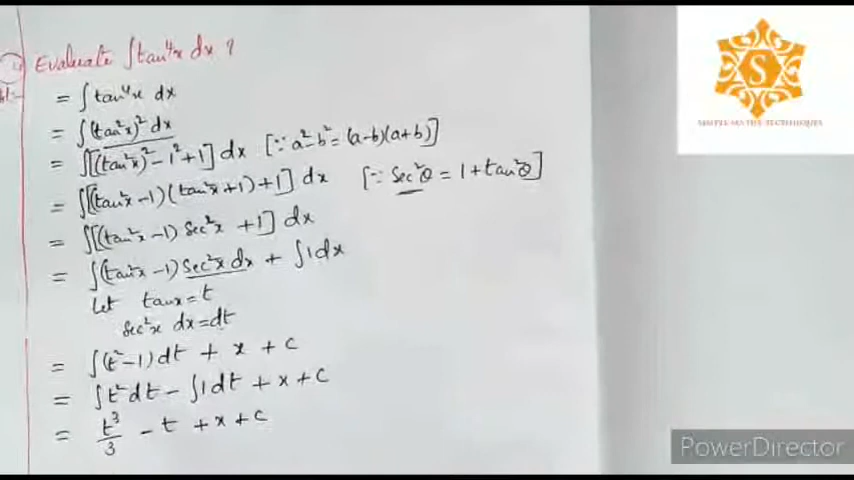 Evaluate ∫tan⁴x dx ?
= ∫tan⁴x dx
= ∫(tan²x)² dx
= ∫[(tan²x)² - 1² + 1] dx [∵ a² - b² = (a-b)(a+b)]
= ∫[(tan²x - 1)(tan²x + 1) + 1] dx [∵ Sec²θ = 1 + tan²θ]
= ∫[(tan²x - 1) Sec²x + 1] dx
= ∫(tan²x - 1) Sec²x dx + ∫1 dx
Let tanx = t
Sec²x dx = dt
= ∫(t² - 1) dt + x + c
= ∫t² dt - ∫1 dt + x + c
= t³/3 - t + x + c
S
SIMPLE MATHS TECHNIQUES
PowerDirector